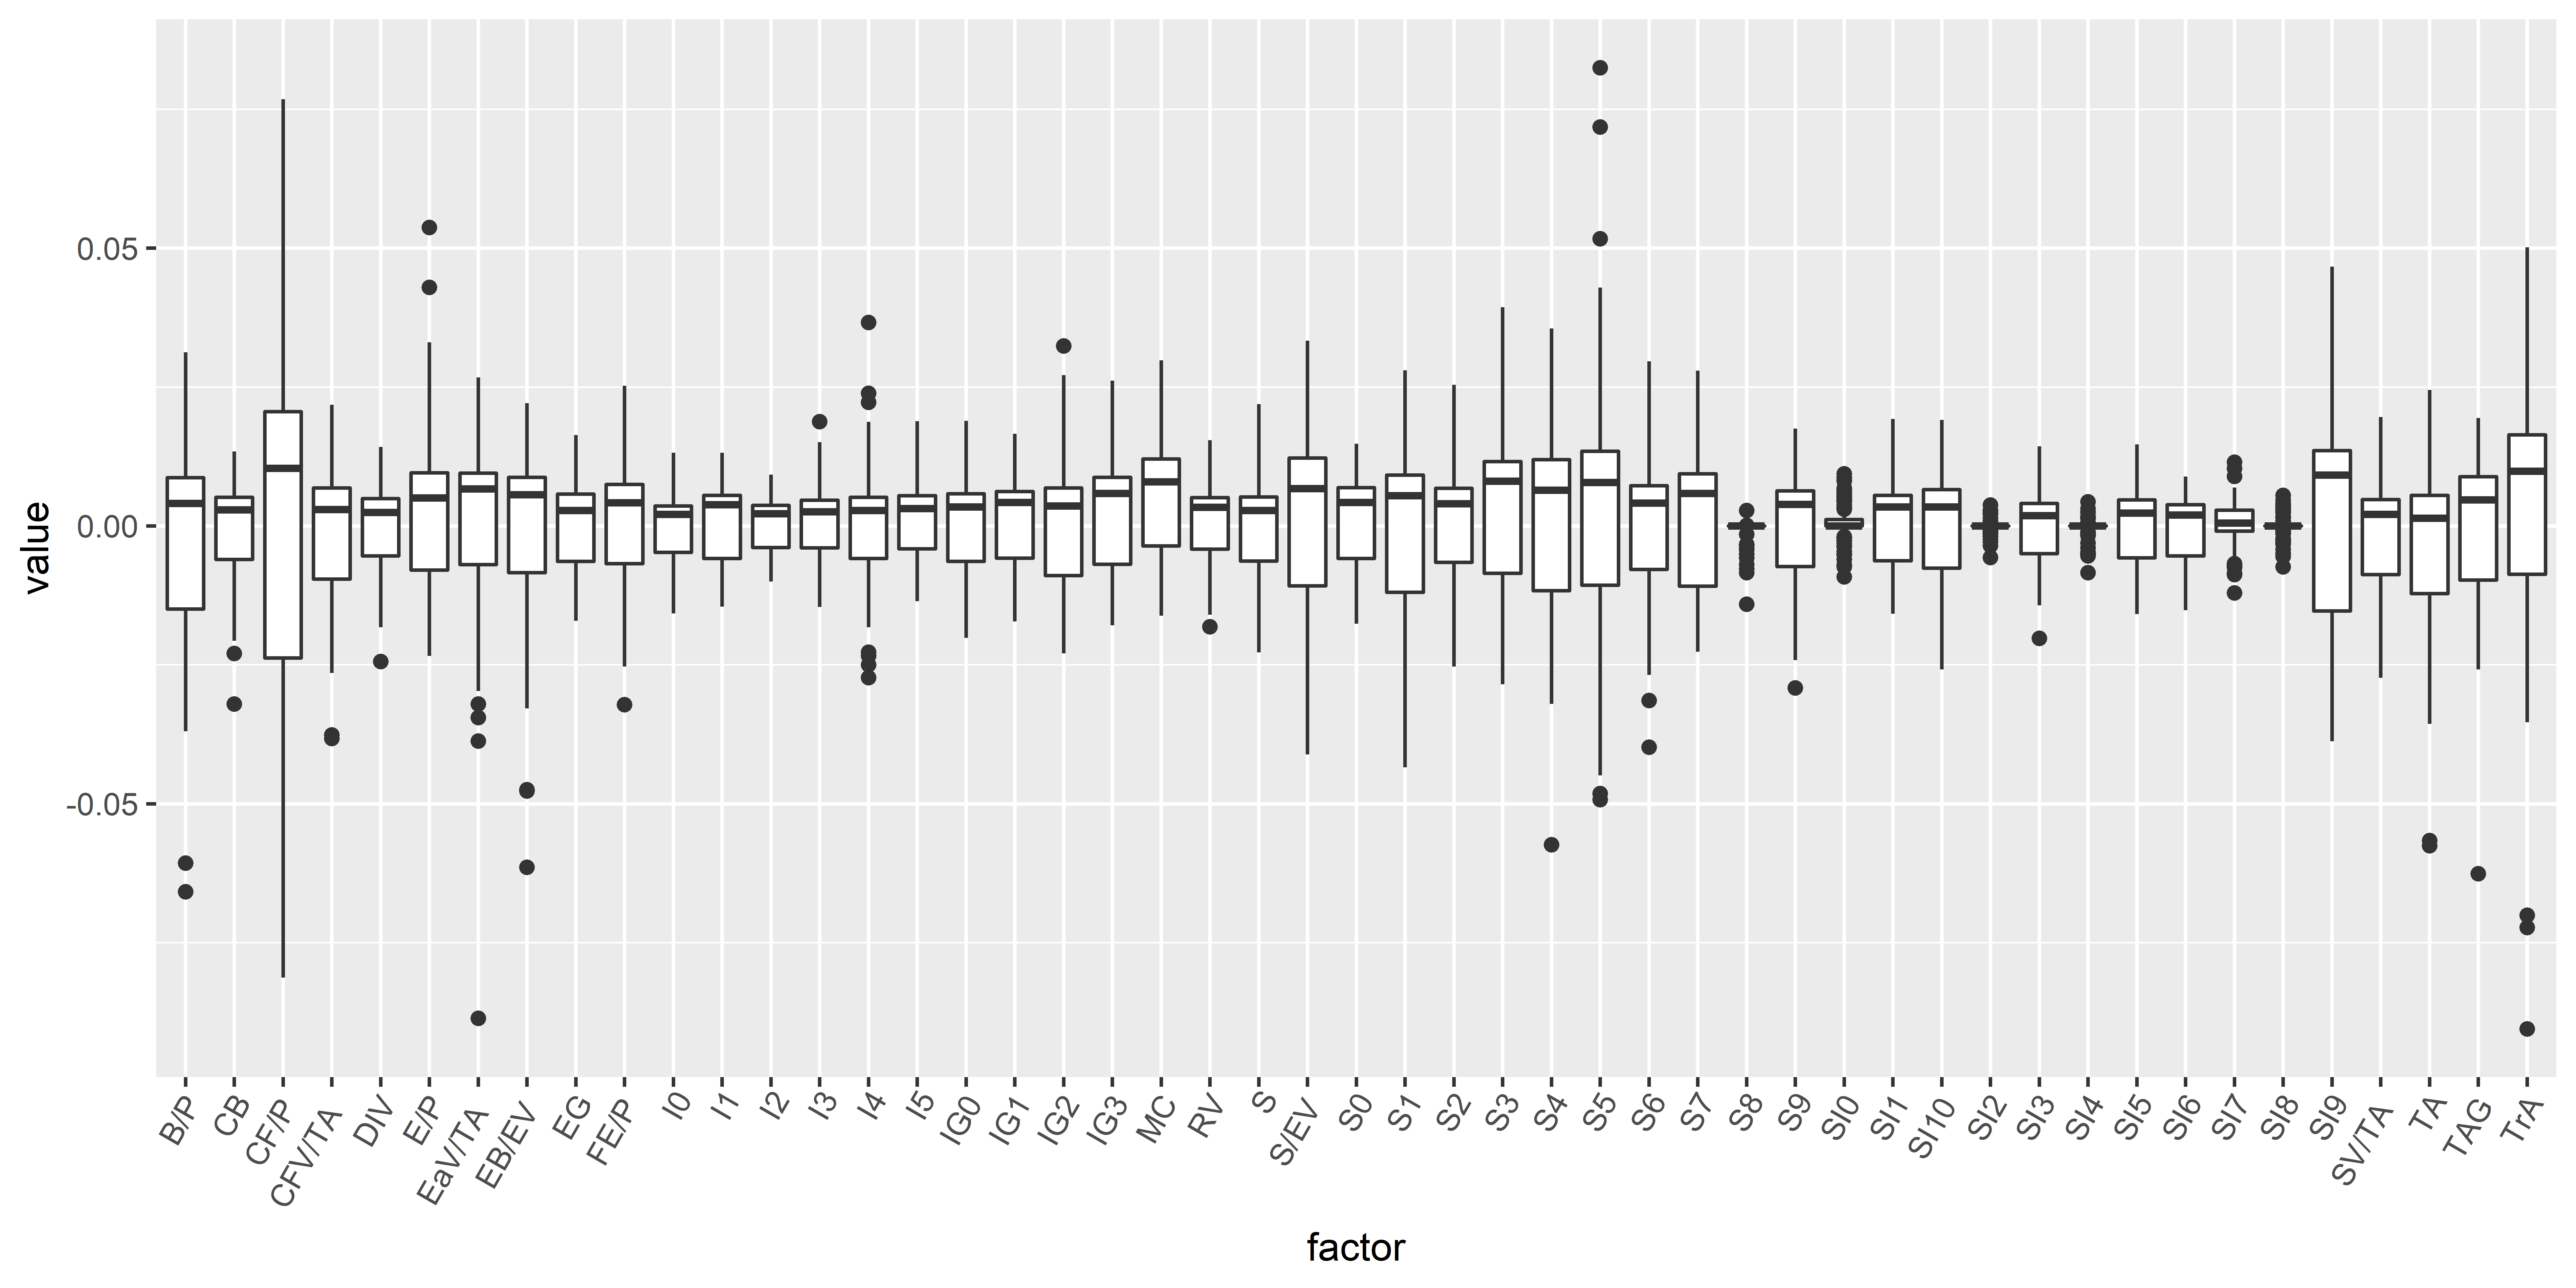 value
0.05
0.00
-0.05
B/P
CB
CF/P
CFV/TA
DIV
E/P
EaV/TA
EB/EV
EG
FE/P
I0
I1
I2
I3
I4
I5
IG0
IG1
IG2
IG3
MC
RV
S
S/EV
S0
S1
S2
S3
S4
S5
S6
S7
S8
S9
SI0
SI1
SI10
SI2
SI3
SI4
SI5
SI6
SI7
SI8
SI9
SV/TA
TA
TAG
TrA
factor